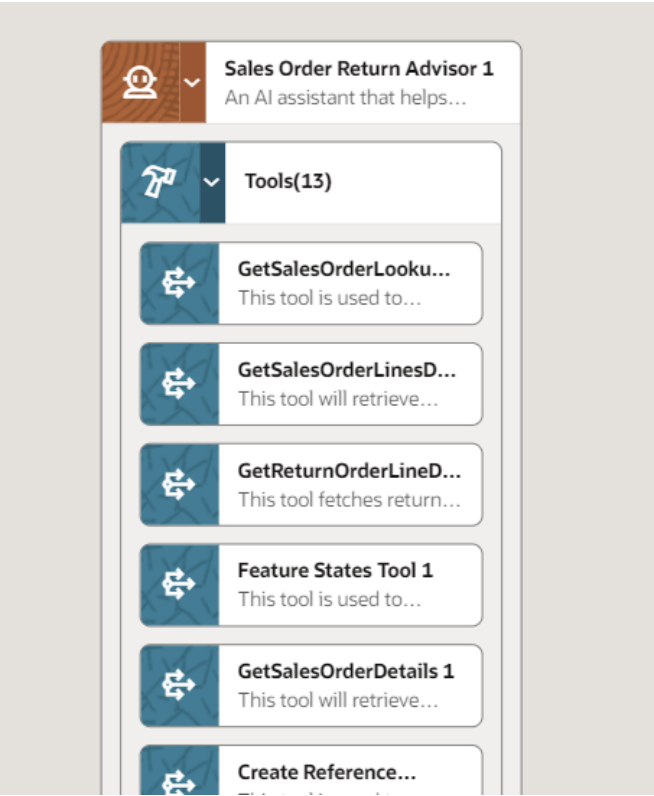 Sales Order Return Advisor 1
An AI assistant that helps...
Tools(13)
GetSalesOrderLooku...
This tool is used to...
GetSalesOrderLinesD...
This tool will retrieve...
GetReturnOrderLineD...
This tool fetches return...
Feature States Tool 1
This tool is used to...
GetSalesOrderDetails 1
This tool will retrieve...
Create Reference...